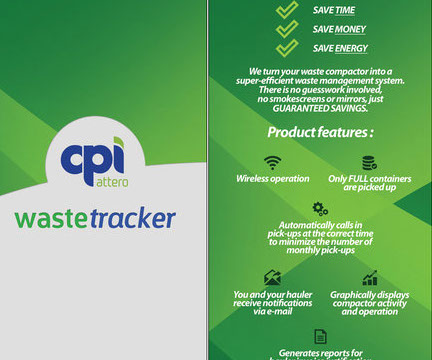 cpi
attero
wastetracker
SAVE TIME
SAVE MONEY
SAVE ENERGY
We turn your waste compactor into a
super-efficient waste management system.
There is no guesswork involved,
no smokescreens or mirrors, just
GUARANTEED SAVINGS.
Product features :
Wireless operation
Only FULL containers
are picked up
Automatically calls in
pick-ups at the correct time
to minimize the number of
monthly pick-ups
You and your hauler
receive notifications
via e-mail
Graphically displays
compactor activity
and operation
Generates reports for